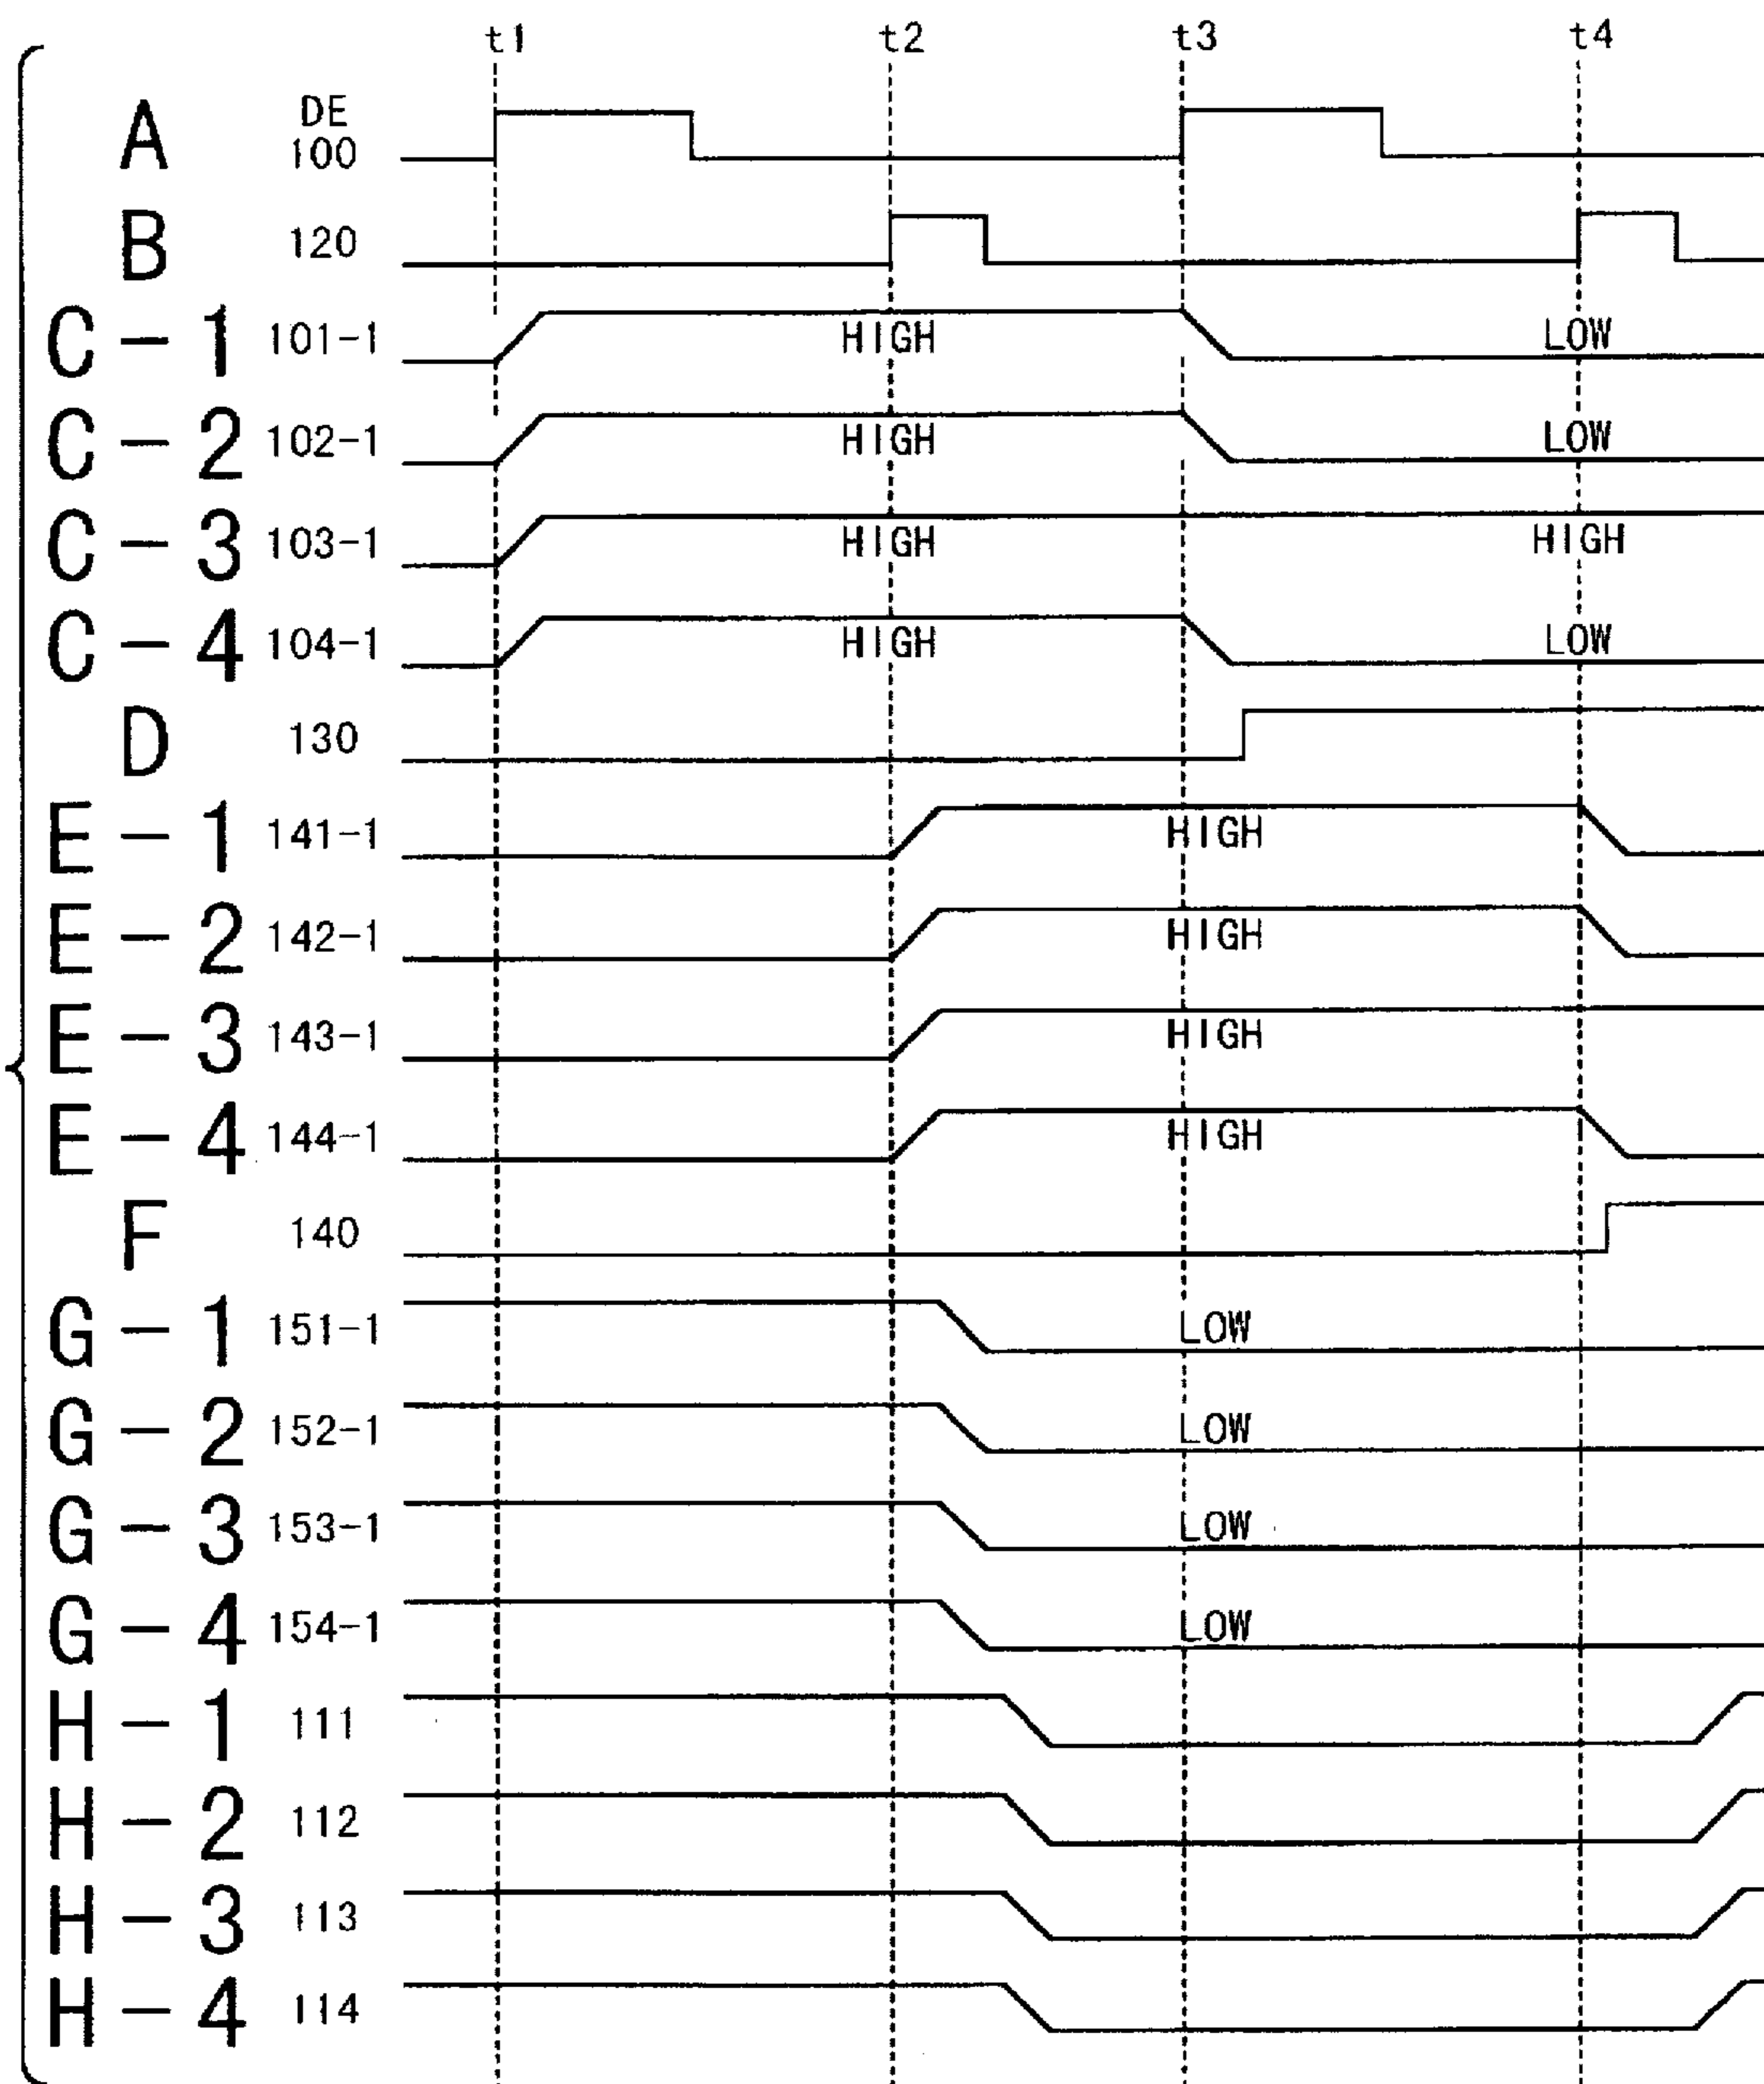 t1 t2 t3 t4
A DE 100
B 120
C-1 101-1 HIGH LOW
C-2 102-1 HIGH LOW
C-3 103-1 HIGH HIGH
C-4 104-1 HIGH LOW
D 130
E-1 141-1 HIGH
E-2 142-1 HIGH
E-3 143-1 HIGH
E-4 144-1 HIGH
F 140
G-1 151-1 LOW
G-2 152-1 LOW
G-3 153-1 LOW
G-4 154-1 LOW
H-1 111
H-2 112
H-3 113
H-4 114